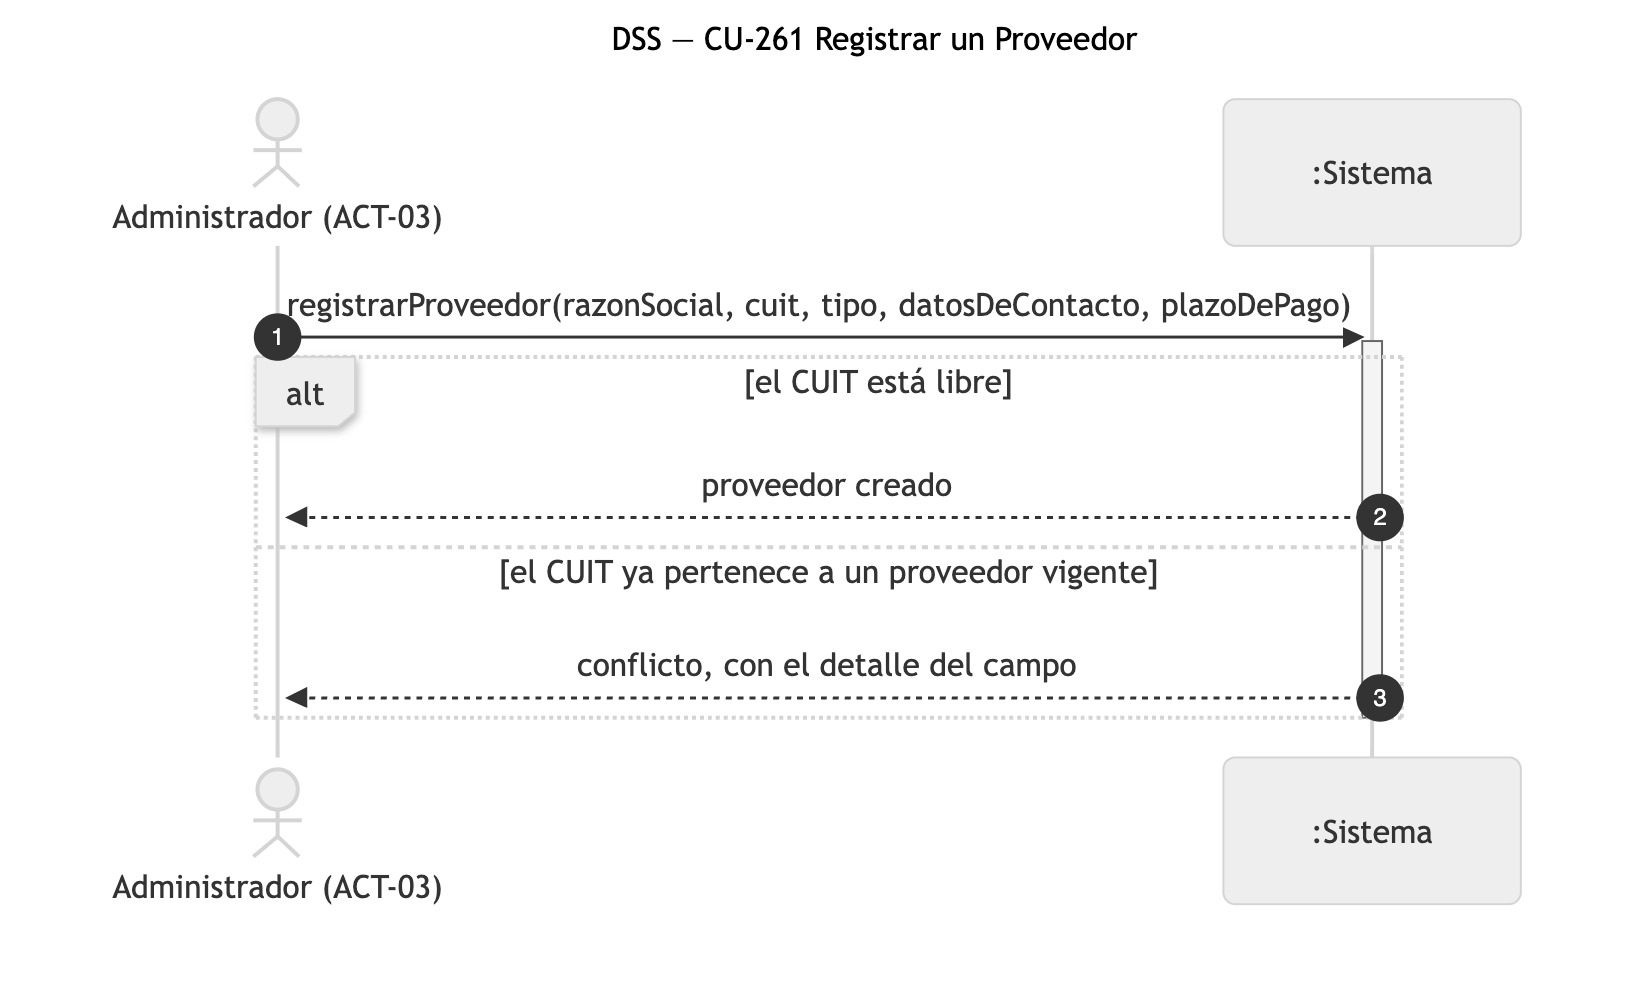 DSS — CU-261 Registrar un Proveedor
Administrador (ACT-03)
:Sistema
registrarProveedor(razonSocial, cuit, tipo, datosDeContacto, plazoDePago)
1
alt
[el CUIT está libre]
proveedor creado
2
[el CUIT ya pertenece a un proveedor vigente]
conflicto, con el detalle del campo
3
Administrador (ACT-03)
:Sistema